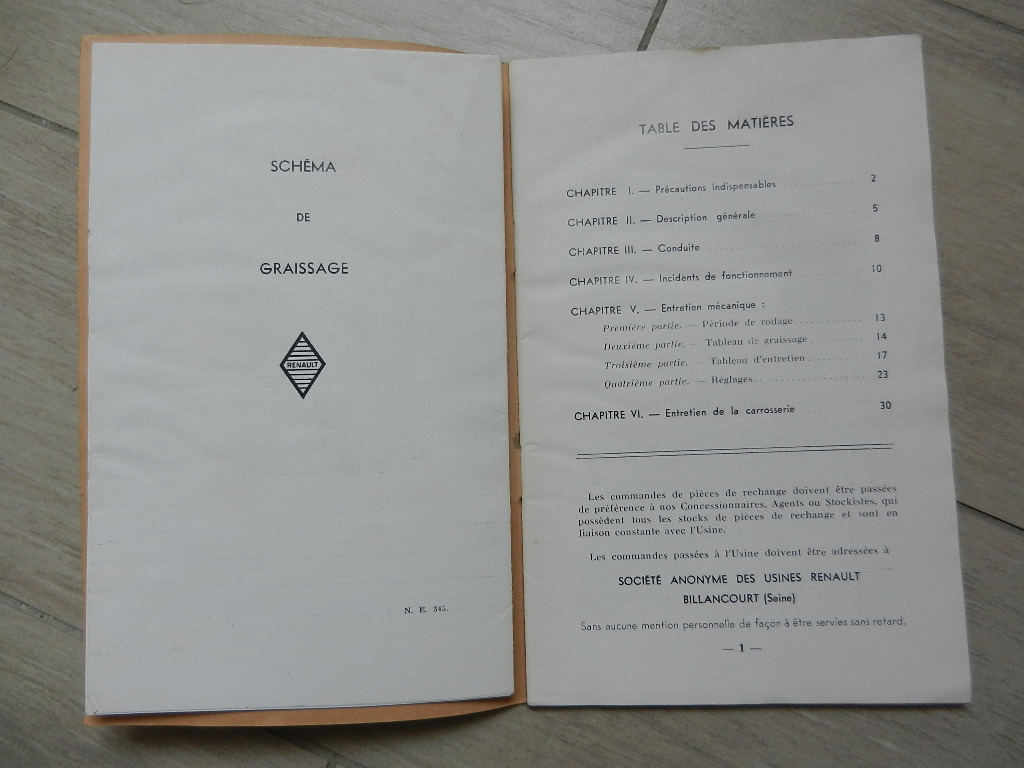 SCHÉMA
DE
GRAISSAGE
RENAULT
N. E. 345.
TABLE DES MATIÈRES
CHAPITRE I. — Précautions indispensables ............... 2
CHAPITRE II. — Description générale ............... 5
CHAPITRE III. — Conduite ............... 8
CHAPITRE IV. — Incidents de fonctionnement ............... 10
CHAPITRE V. — Entretien mécanique :
Première partie. — Période de rodage ............... 13
Deuxième partie. — Tableau de graissage ............... 14
Troisième partie. — Tableau d'entretien ............... 17
Quatrième partie. — Réglages ............... 23
CHAPITRE VI. — Entretien de la carrosserie ............... 30
Les commandes de pièces de rechange doivent être passées
de préférence à nos Concessionnaires, Agents ou Stockistes, qui
possèdent tous les stocks de pièces de rechange et sont en
liaison constante avec l'Usine.
Les commandes passées à l'Usine doivent être adressées à
SOCIÉTÉ ANONYME DES USINES RENAULT
BILLANCOURT (Seine)
Sans aucune mention personnelle de façon à être servies sans retard.
— 1 —